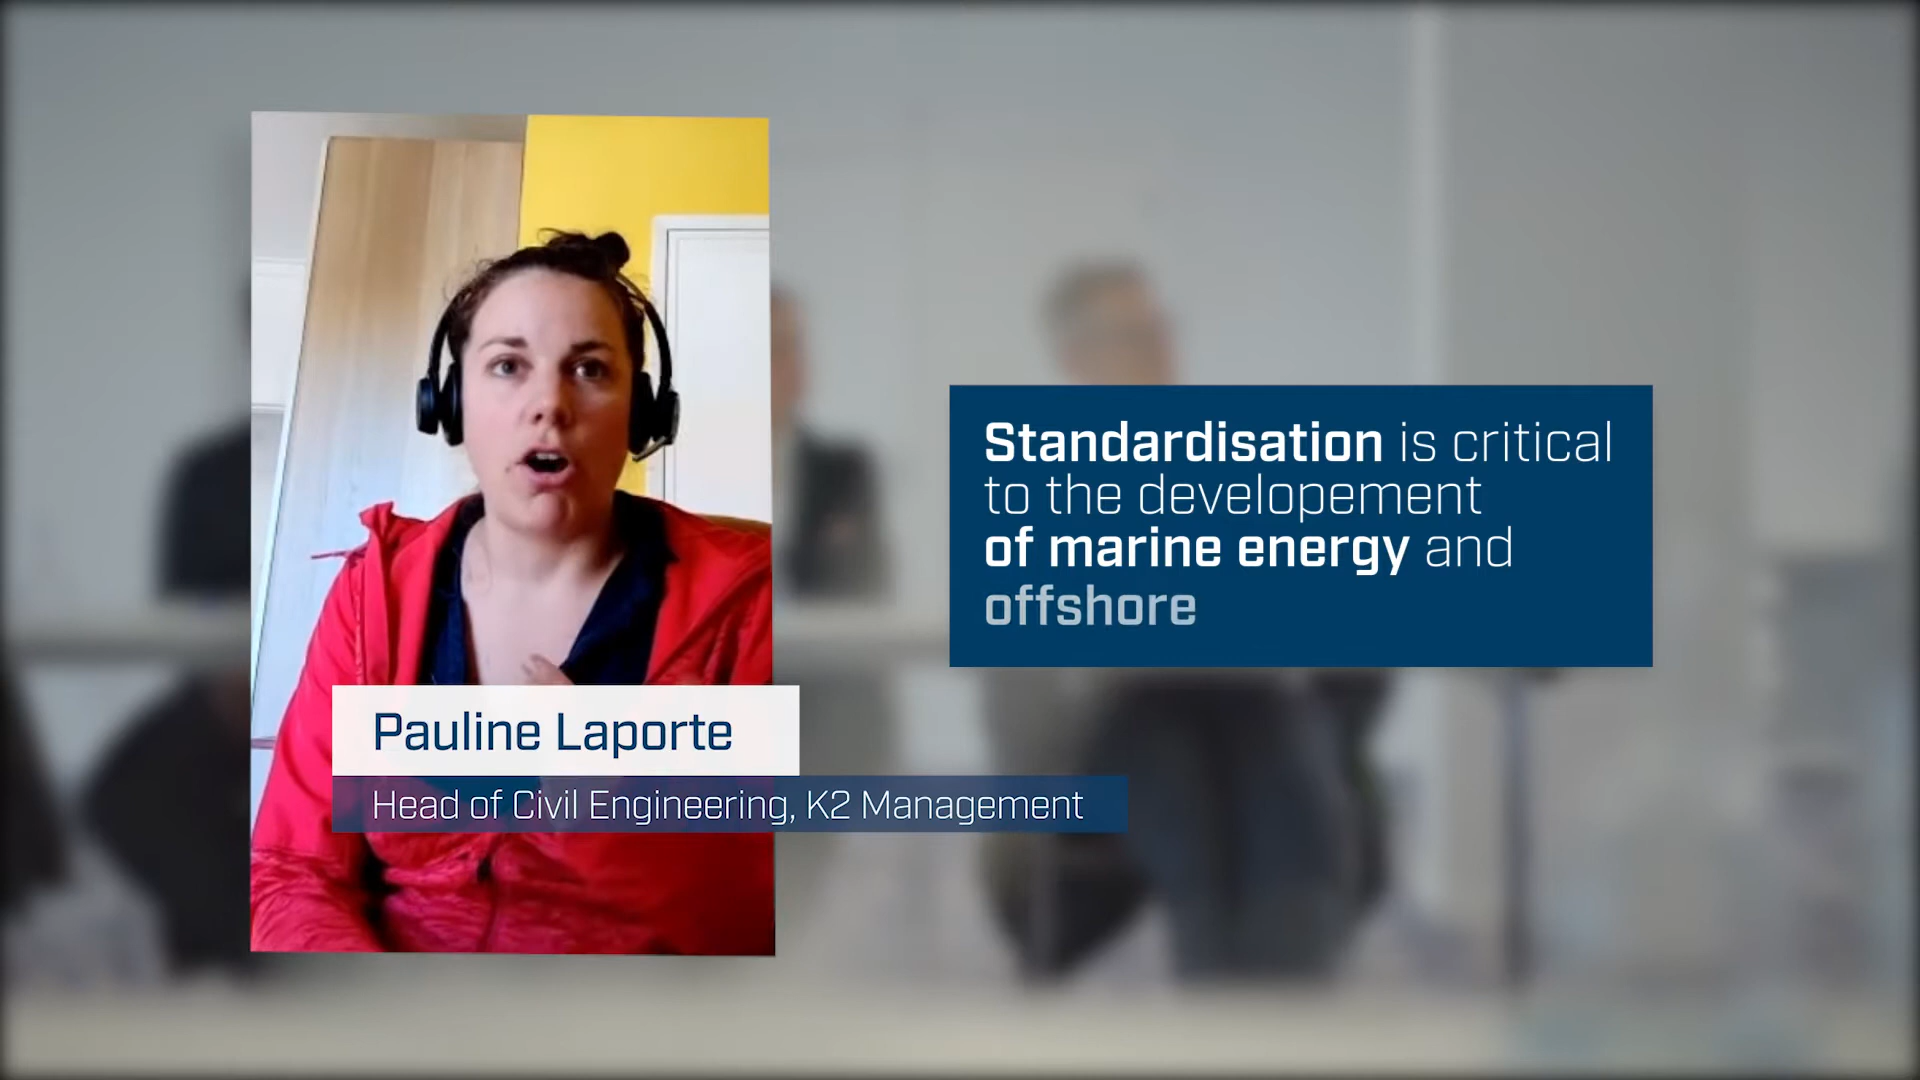 Standardisation is critical
to the developement
of marine energy and
offshore
Pauline Laporte
Head of Civil Engineering, K2 Management